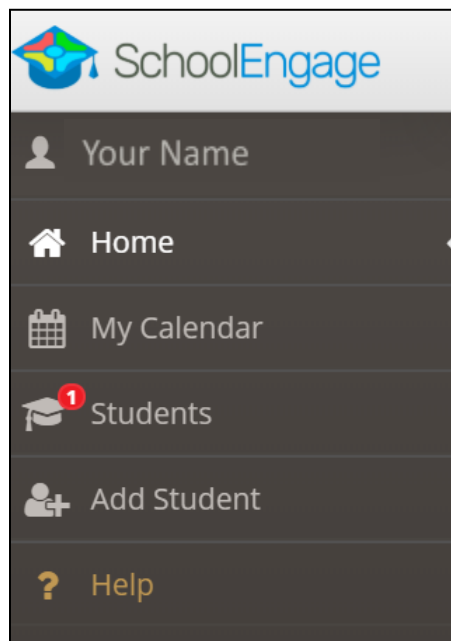 SchoolEngage
Your Name
Home
My Calendar
1
Students
Add Student
? Help